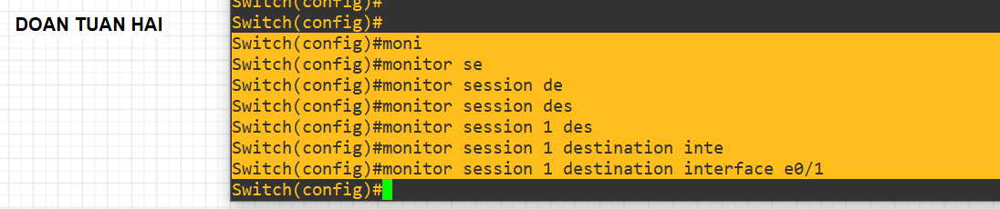 Switch(config)#
Switch(config)#
DOAN TUAN HAI
Switch(config)#moni
Switch(config)#monitor se
Switch(config)#monitor session de
Switch(config)#monitor session des
Switch(config)#monitor session 1 des
Switch(config)#monitor session 1 destination inte
Switch(config)#monitor session 1 destination interface e0/1
Switch(config)#